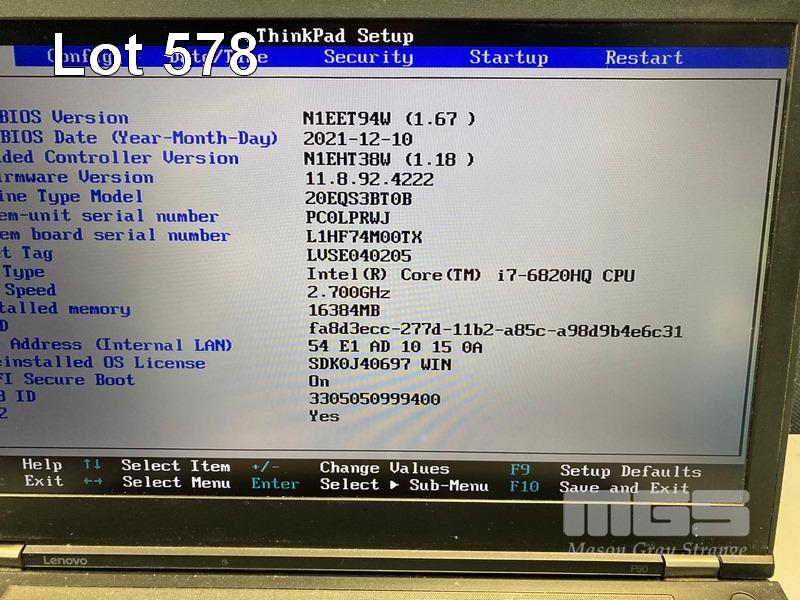 ThinkPad Setup
Lot 578
Config Date/Time Security Startup Restart
BIOS Version N1EET94W (1.67 )
BIOS Date (Year-Month-Day) 2021-12-10
ded Controller Version N1EHT38W (1.18 )
rmware Version 11.8.92.4222
ine Type Model 20EQS3BT0B
em-unit serial number PC0LPRWJ
em board serial number L1HF74M00TX
t Tag LVSE040205
Type Intel(R) Core(TM) i7-6820HQ CPU
Speed 2.700GHz
talled memory 16384MB
D fa8d3ecc-277d-11b2-a85c-a98d9b4e6c31
Address (Internal LAN) 54 E1 AD 10 15 0A
einstalled OS License SDK0J40697 WIN
FI Secure Boot On
B ID 3305050999400
2 Yes
Help ↑↓ Select Item +/- Change Values F9 Setup Defaults
Exit ←→ Select Menu Enter Select ▶ Sub-Menu F10 Save and Exit
MGS
Mason Gray Strange
Lenovo
P50